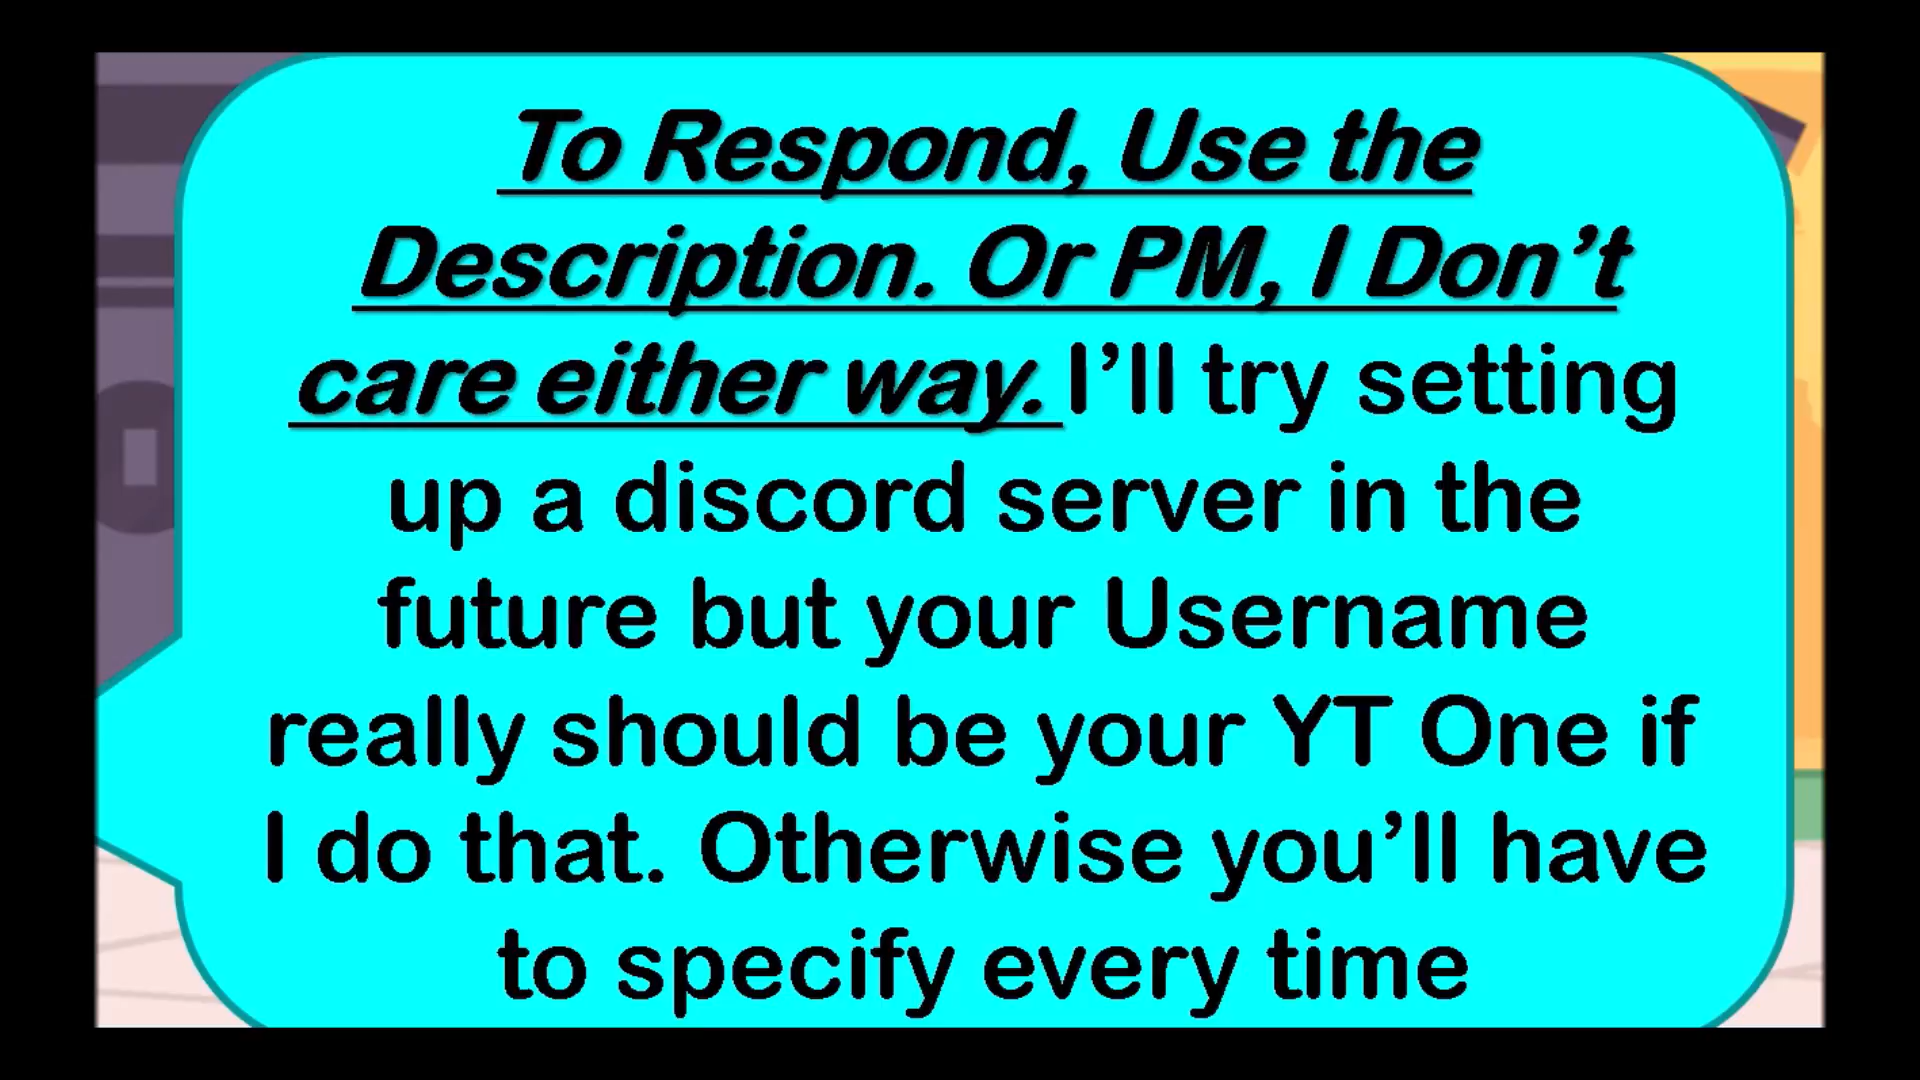 To Respond, Use the
Description. Or PM, I Don’t
care either way. I’ll try setting
up a discord server in the
future but your Username
really should be your YT One if
I do that. Otherwise you’ll have
to specify every time